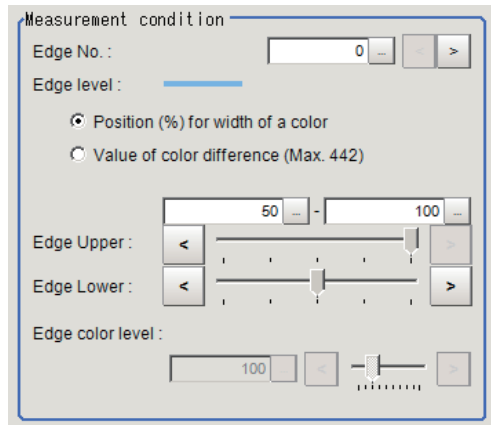 Measurement condition
Edge No. : 0 ... < >
Edge level :
Position (%) for width of a color
Value of color difference (Max. 442)
50 ... - 100 ...
Edge Upper : < >
Edge Lower : < >
Edge color level :
100 ... < >